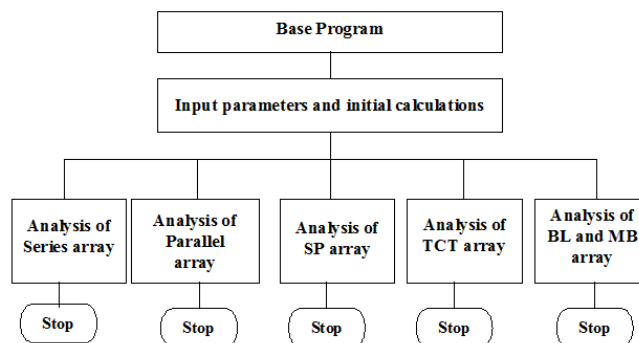 Base Program
Input parameters and initial calculations
Analysis of
Series array
Analysis of
Parallel
array
Analysis of
SP array
Analysis of
TCT array
Analysis of
BL and MB
array
Stop
Stop
Stop
Stop
Stop